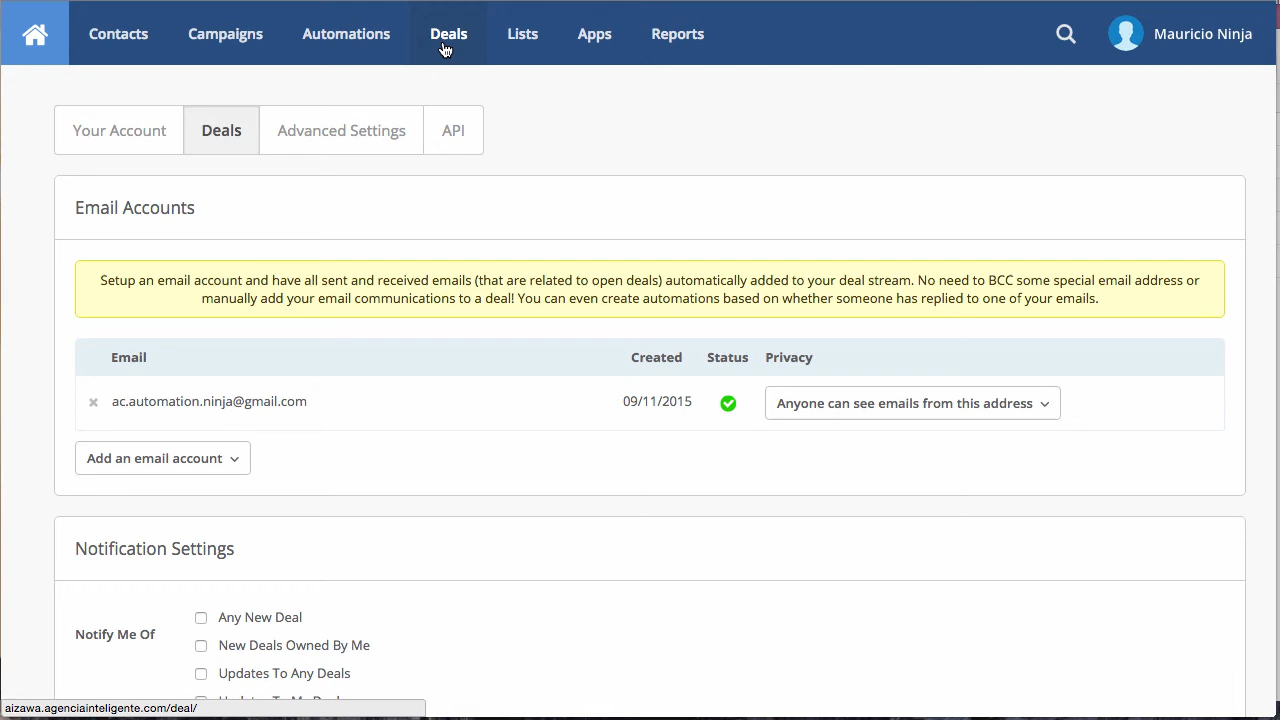 Contacts Campaigns Automations Deals Lists Apps Reports Mauricio Ninja
Your Account Deals Advanced Settings API
Email Accounts
Setup an email account and have all sent and received emails (that are related to open deals) automatically added to your deal stream. No need to BCC some special email address or
manually add your email communications to a deal! You can even create automations based on whether someone has replied to one of your emails.
Email Created Status Privacy
ac.automation.ninja@gmail.com 09/11/2015 Anyone can see emails from this address
Add an email account
Notification Settings
Any New Deal
Notify Me Of
New Deals Owned By Me
Updates To Any Deals
aizawa.agenciainteligente.com/deal/